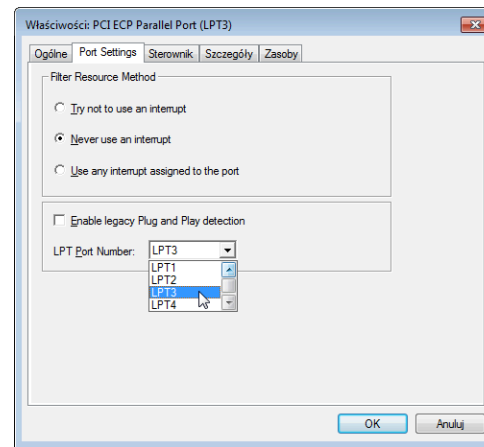 Właściwości: PCI ECP Parallel Port (LPT3)
Ogólne Port Settings Sterownik Szczegóły Zasoby
Filter Resource Method
Try not to use an interrupt
Never use an interrupt
Use any interrupt assigned to the port
Enable legacy Plug and Play detection
LPT Port Number: LPT3
LPT1
LPT2
LPT3
LPT4
OK Anuluj